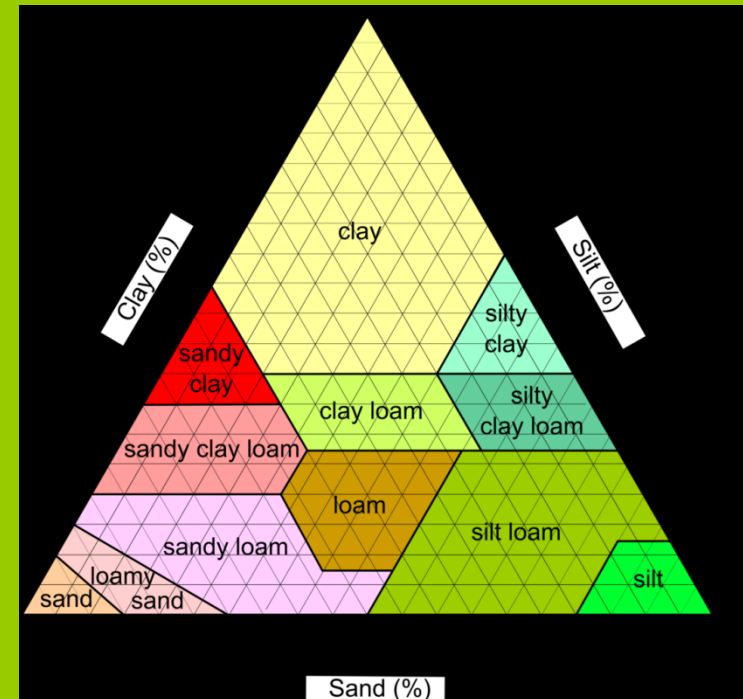 clay
Clay (%)
Silt (%)
silty
clay
sandy
clay
clay loam
silty
clay loam
sandy clay loam
loam
silt loam
sandy loam
loamy
sand
sand
silt
Sand (%)